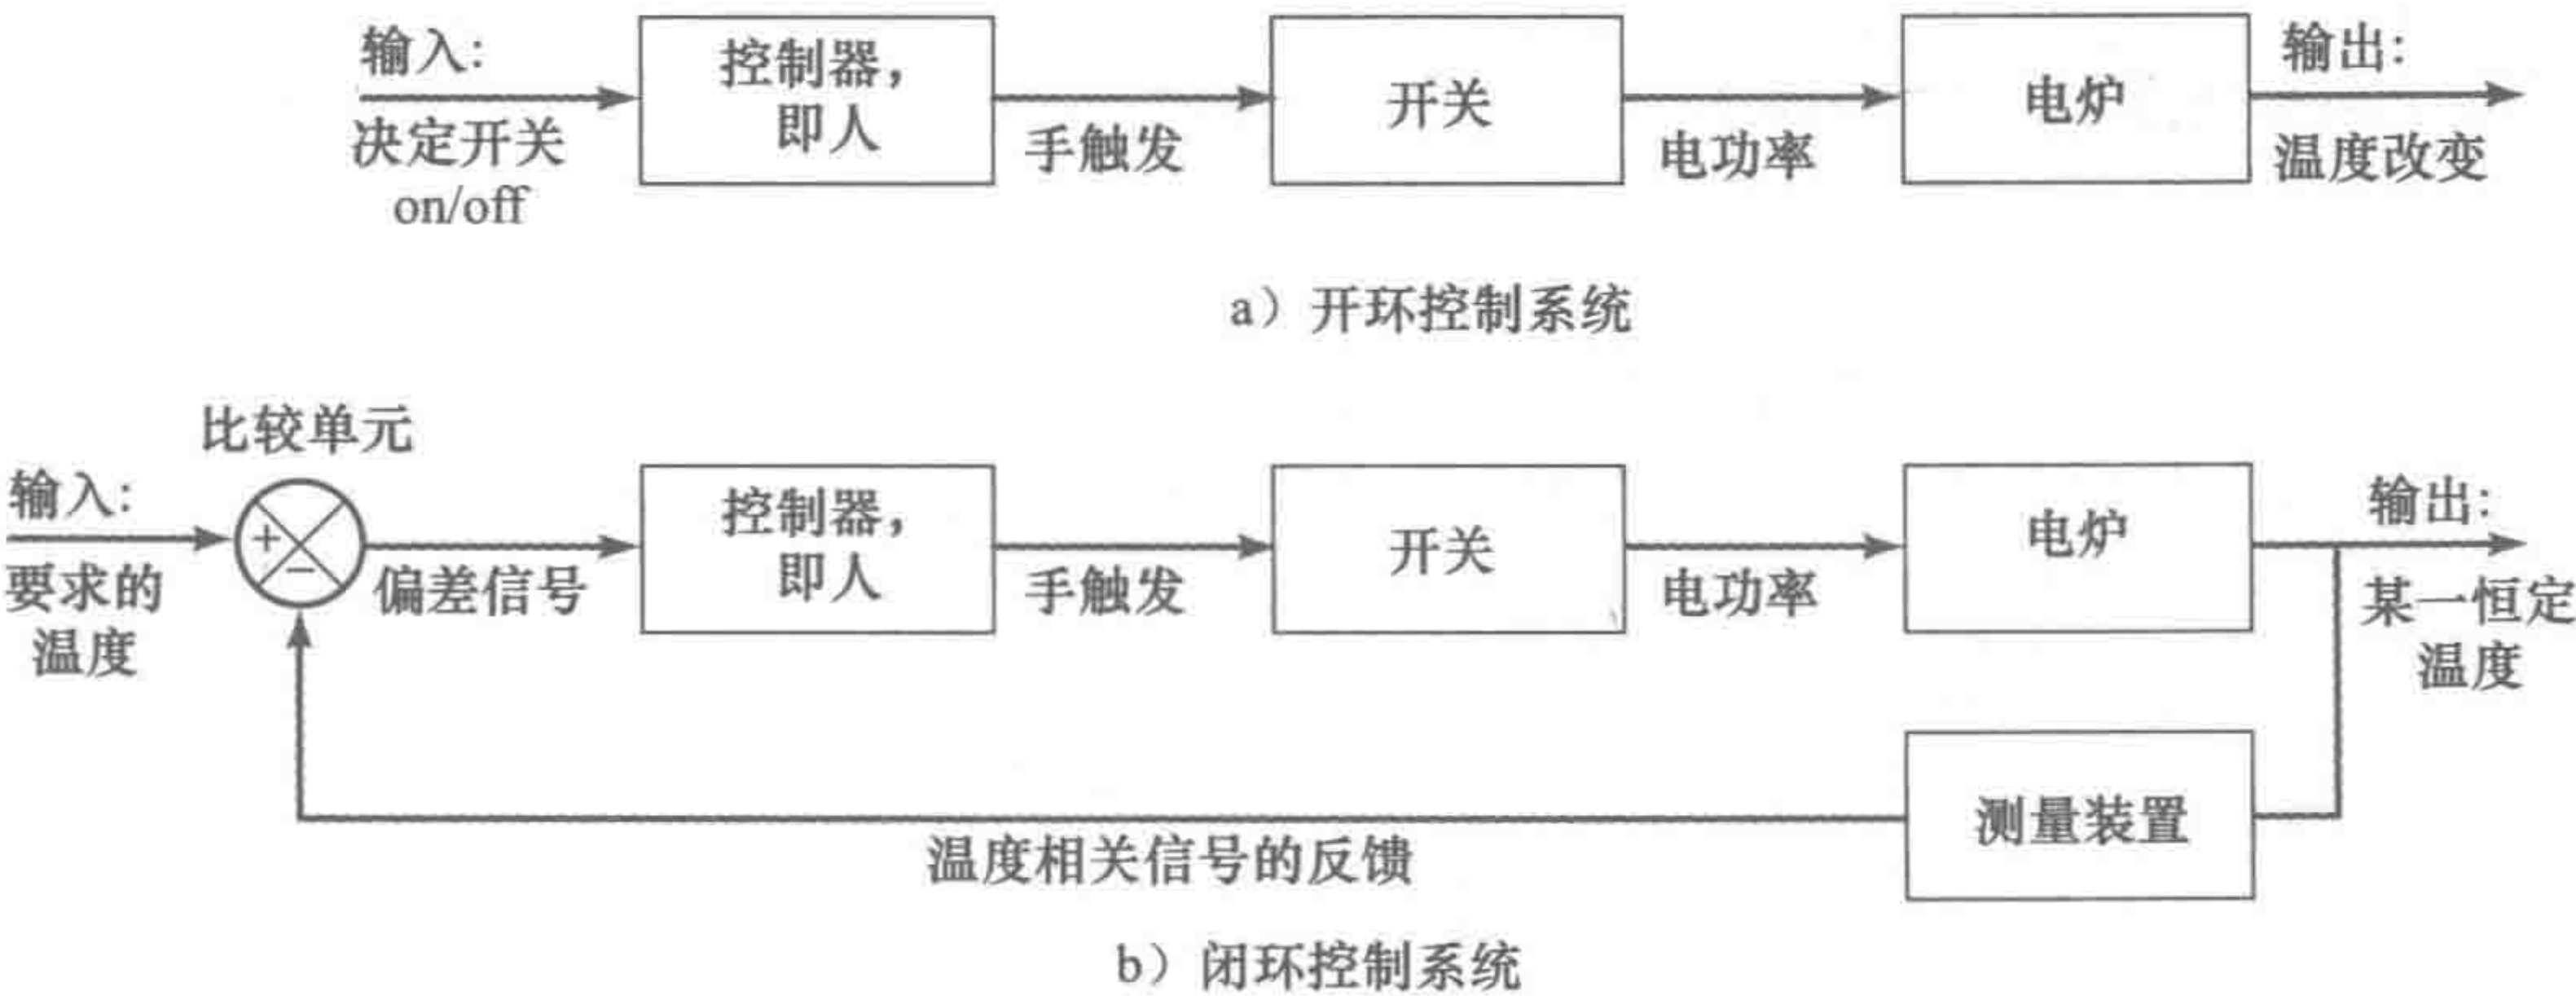 输入:
决定开关
on/off
控制器，
即人
手触发
开关
电功率
电炉
输出:
温度改变
a）开环控制系统
比较单元
输入:
要求的
温度
+
−
偏差信号
控制器，
即人
手触发
开关
电功率
电炉
输出:
某一恒定
温度
测量装置
温度相关信号的反馈
b）闭环控制系统